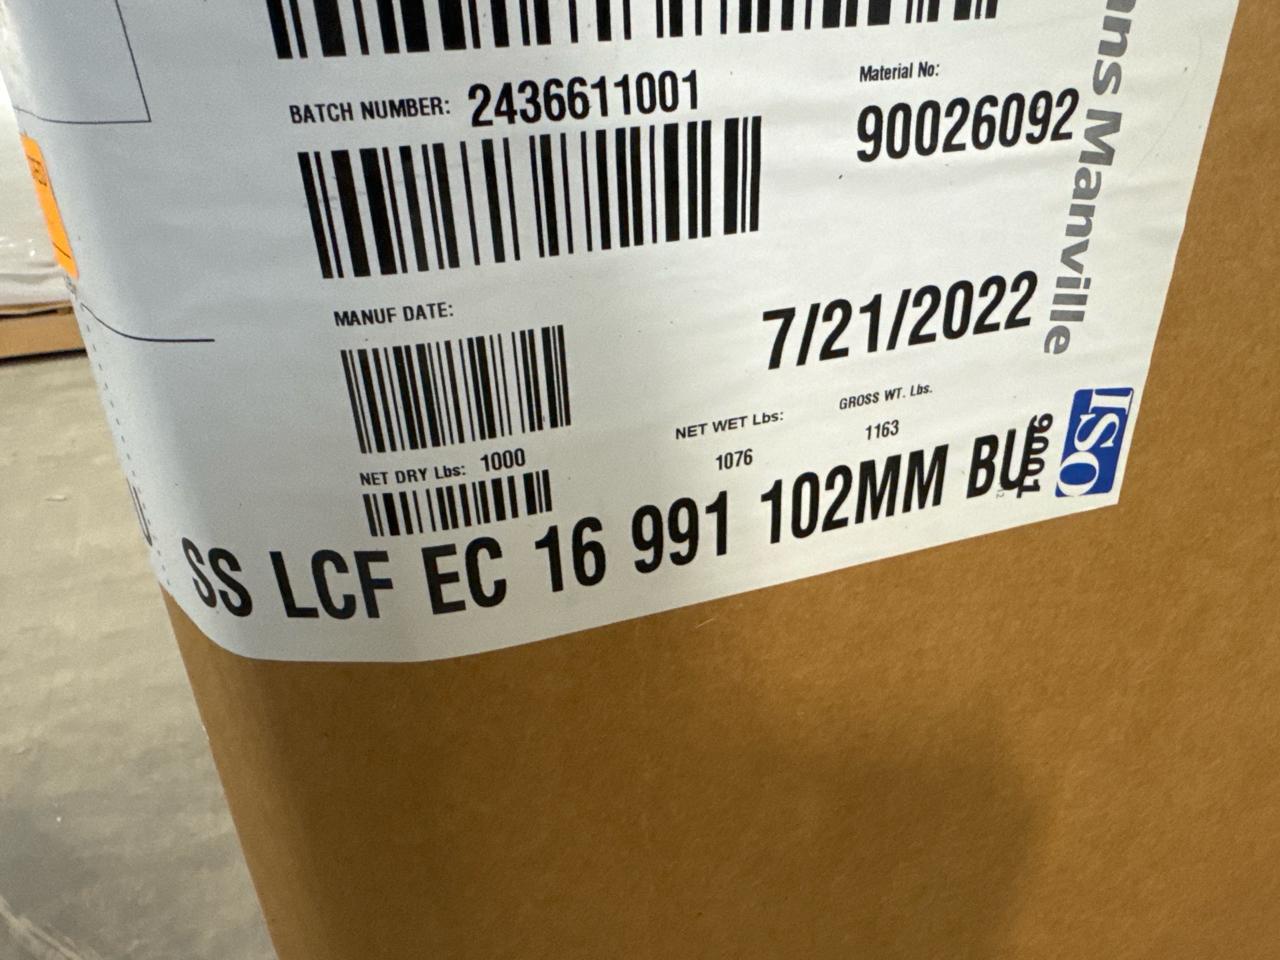 BATCH NUMBER: 2436611001
Material No:
90026092
MANUF DATE:
7/21/2022
NET DRY Lbs: 1000
NET WET Lbs:
1076
GROSS WT. Lbs.
1163
SS LCF EC 16 991 102MM BU
ns Manville
ISO
9001